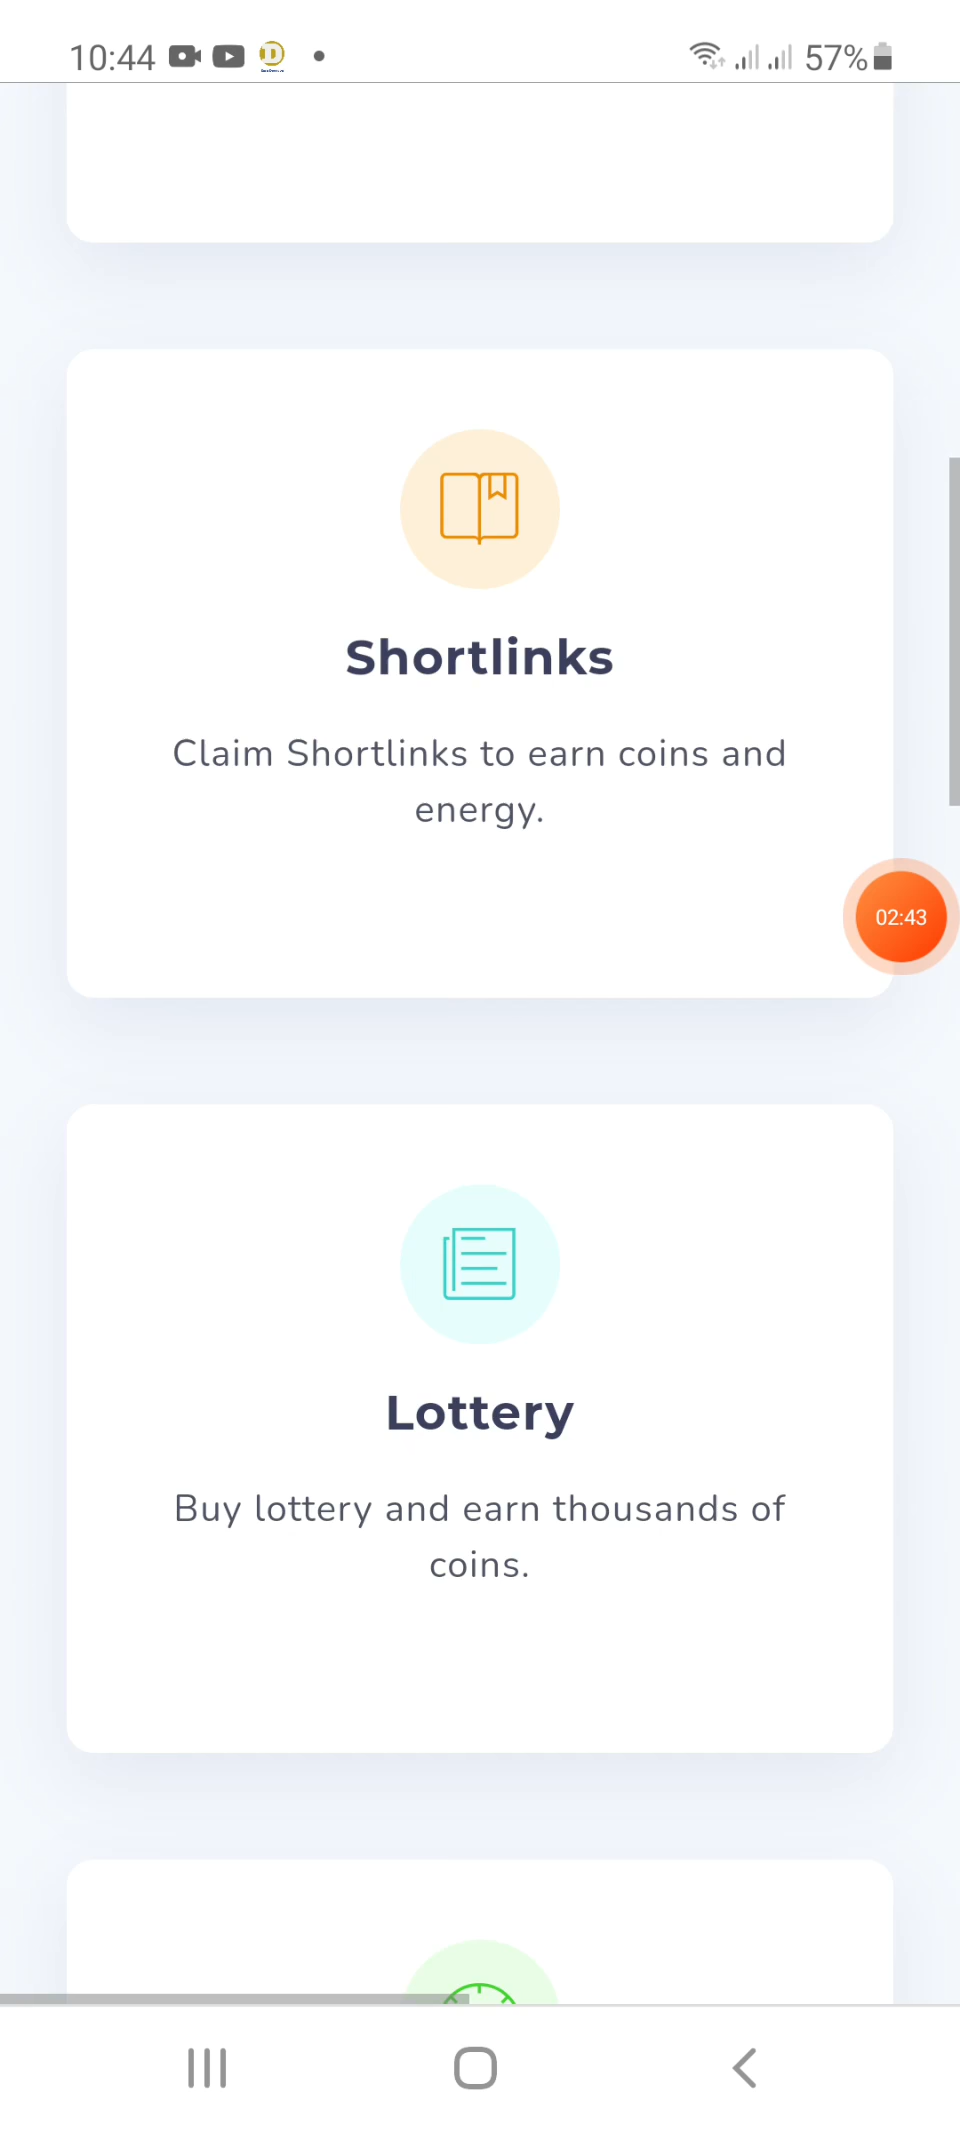 10:44
57%
Shortlinks
Claim Shortlinks to earn coins and
energy.
02:43
Lottery
Buy lottery and earn thousands of
coins.